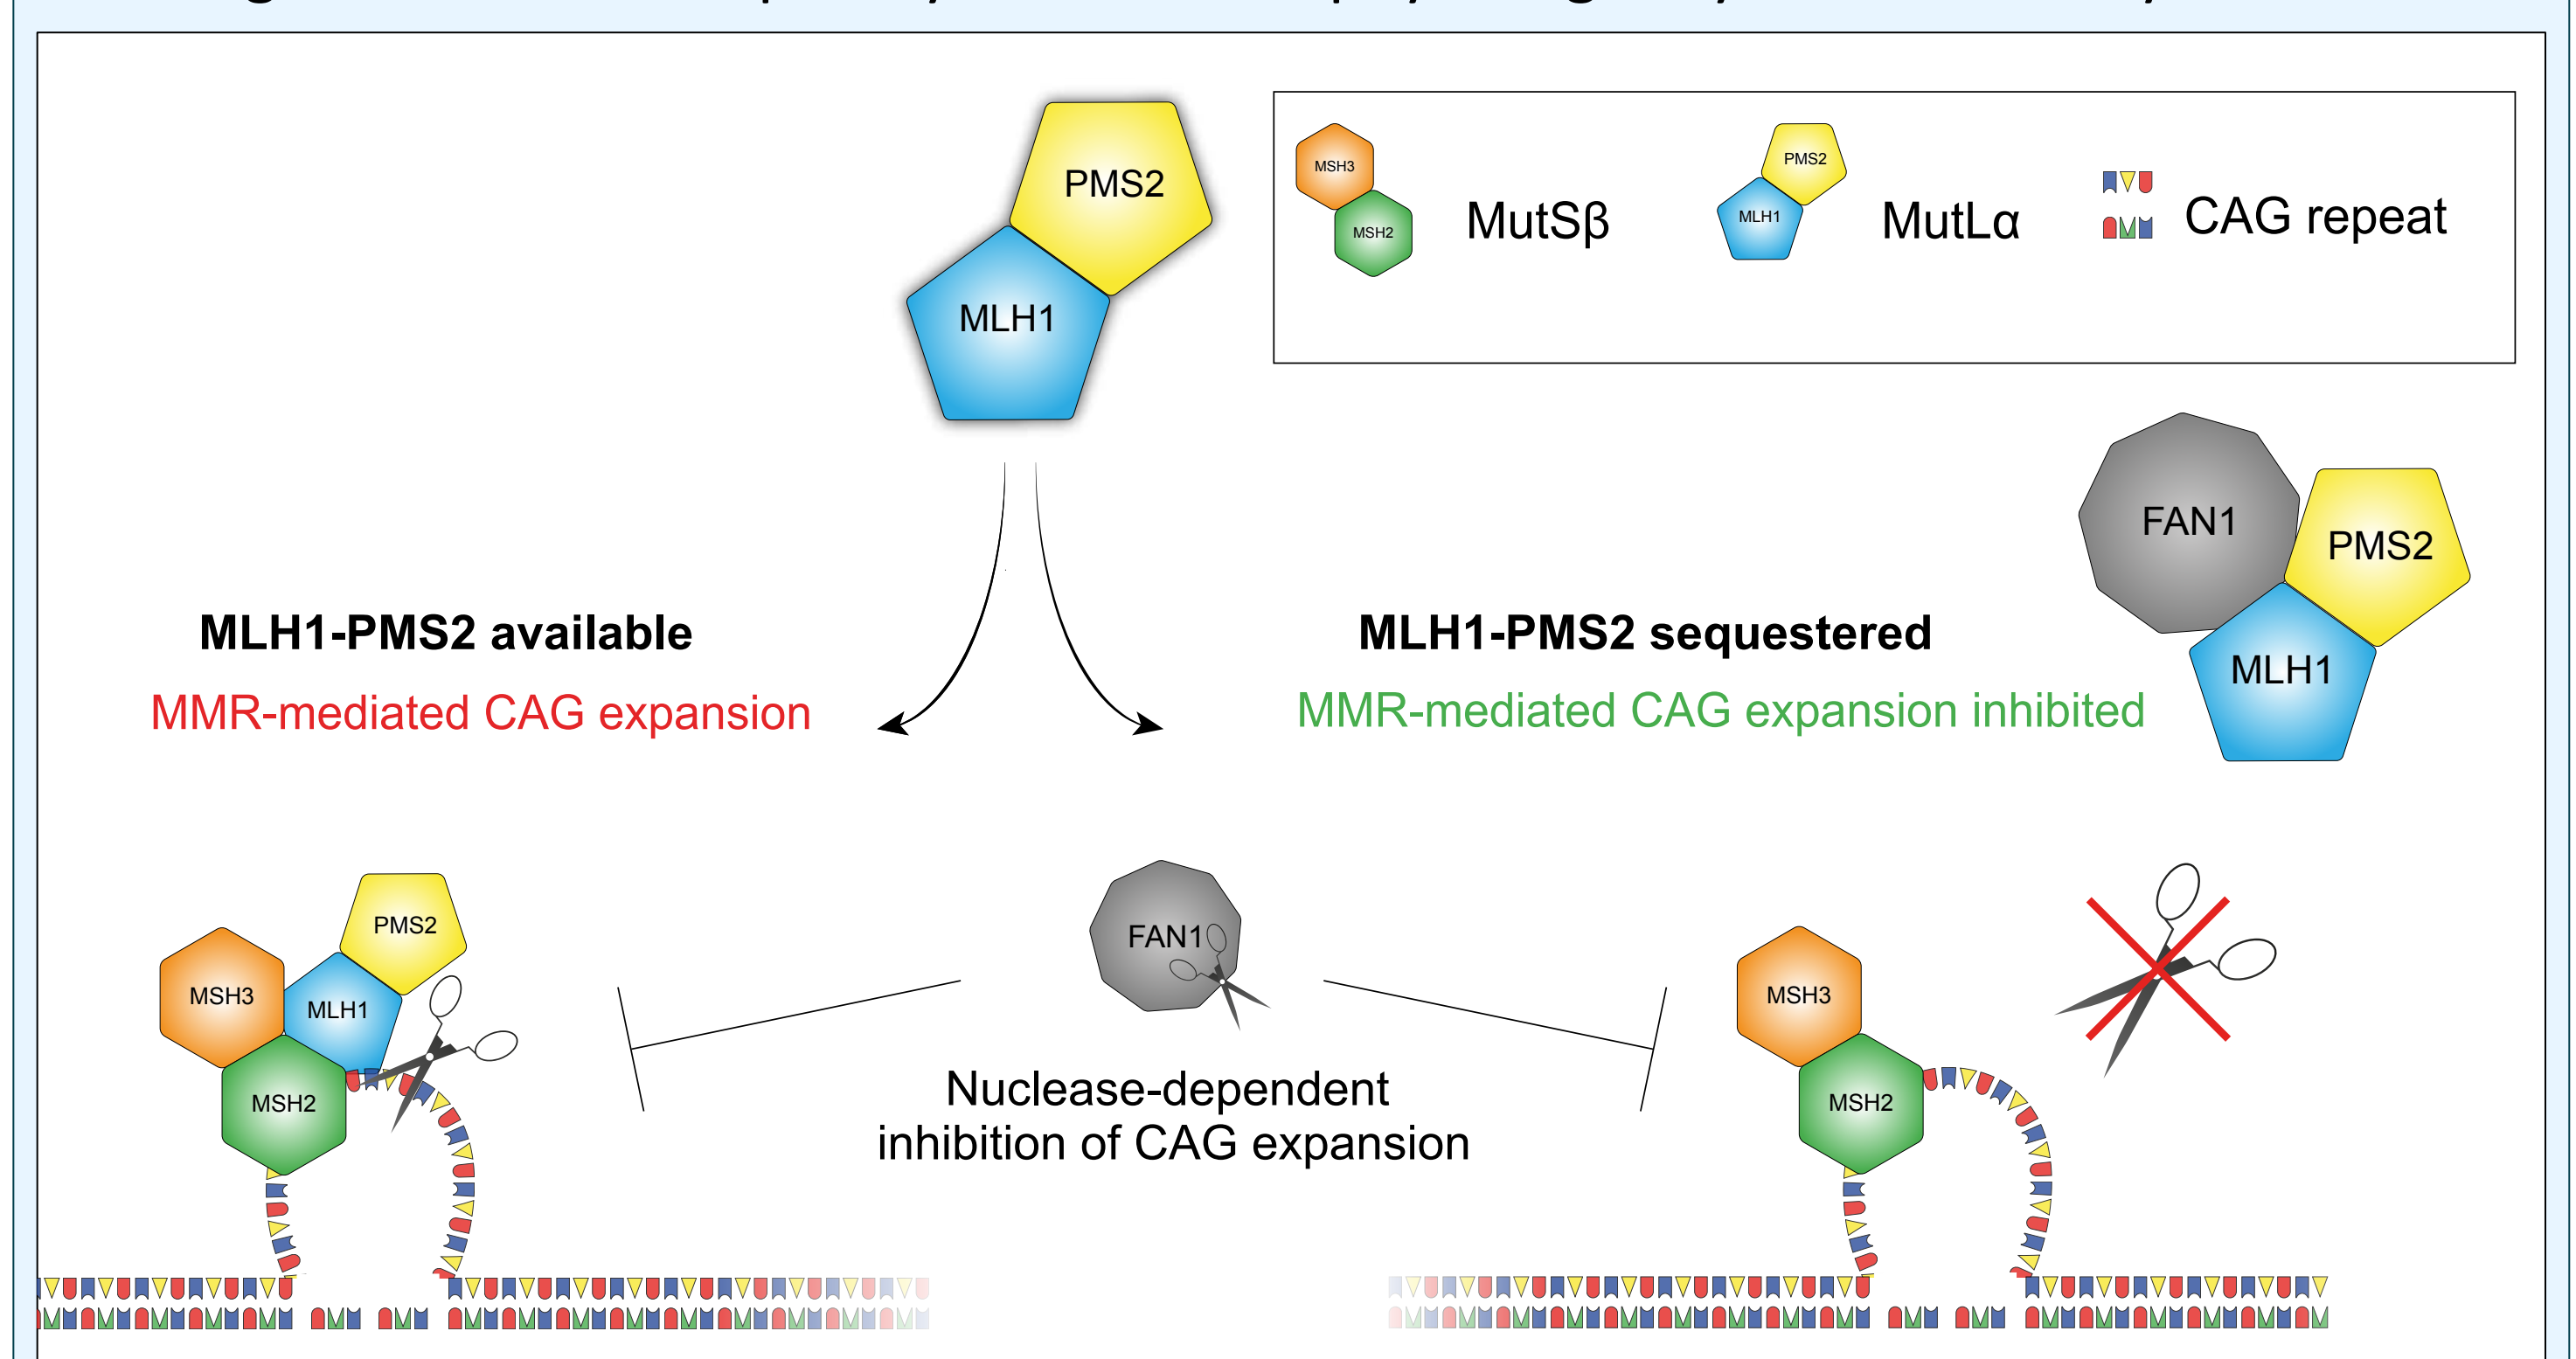 PMS2
MLH1
MSH3
MSH2
MutSβ
PMS2
MLH1
MutLα
CAG repeat
FAN1
PMS2
MLH1
MLH1-PMS2 available
MMR-mediated CAG expansion
MLH1-PMS2 sequestered
MMR-mediated CAG expansion inhibited
PMS2
MSH3
MLH1
MSH2
FAN1
Nuclease-dependent
inhibition of CAG expansion
MSH3
MSH2